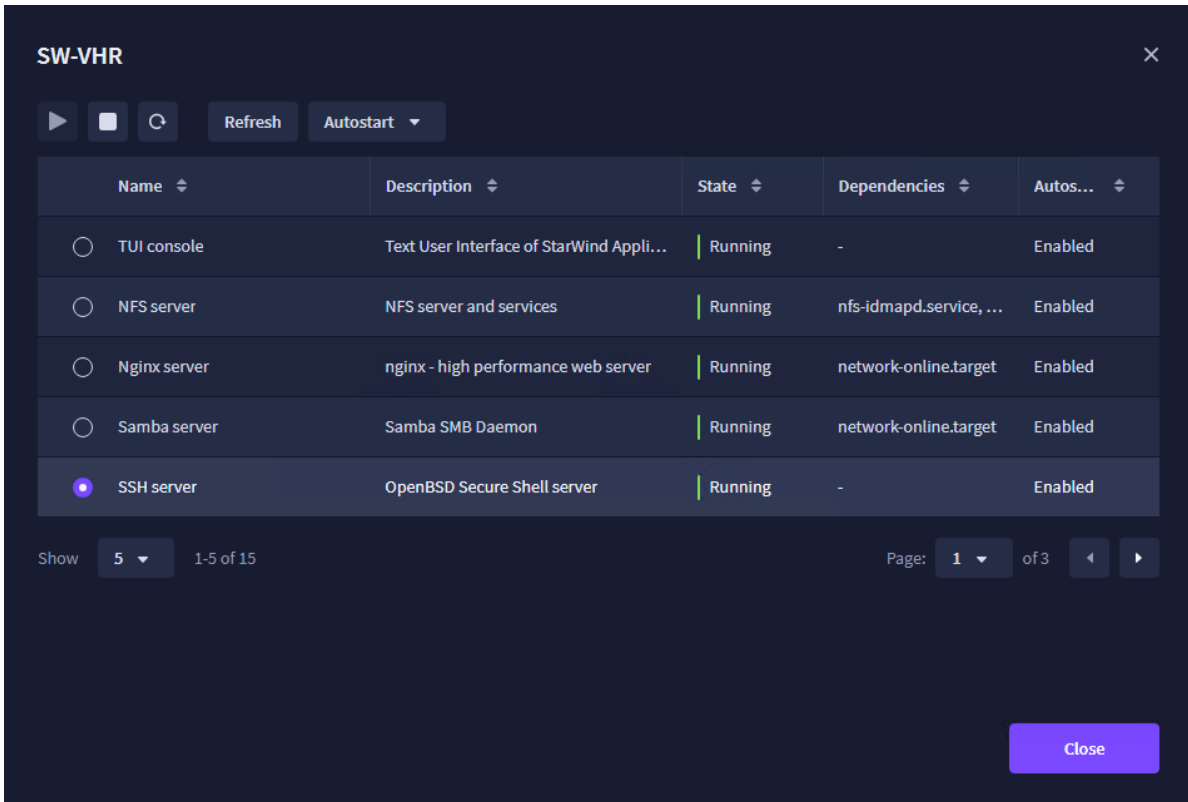 SW-VHR
Refresh Autostart
Name Description State Dependencies Autos...
TUI console Text User Interface of StarWind Appli... Running - Enabled
NFS server NFS server and services Running nfs-idmapd.service, ... Enabled
Nginx server nginx - high performance web server Running network-online.target Enabled
Samba server Samba SMB Daemon Running network-online.target Enabled
SSH server OpenBSD Secure Shell server Running - Enabled
Show 5 1-5 of 15 Page: 1 of 3
Close